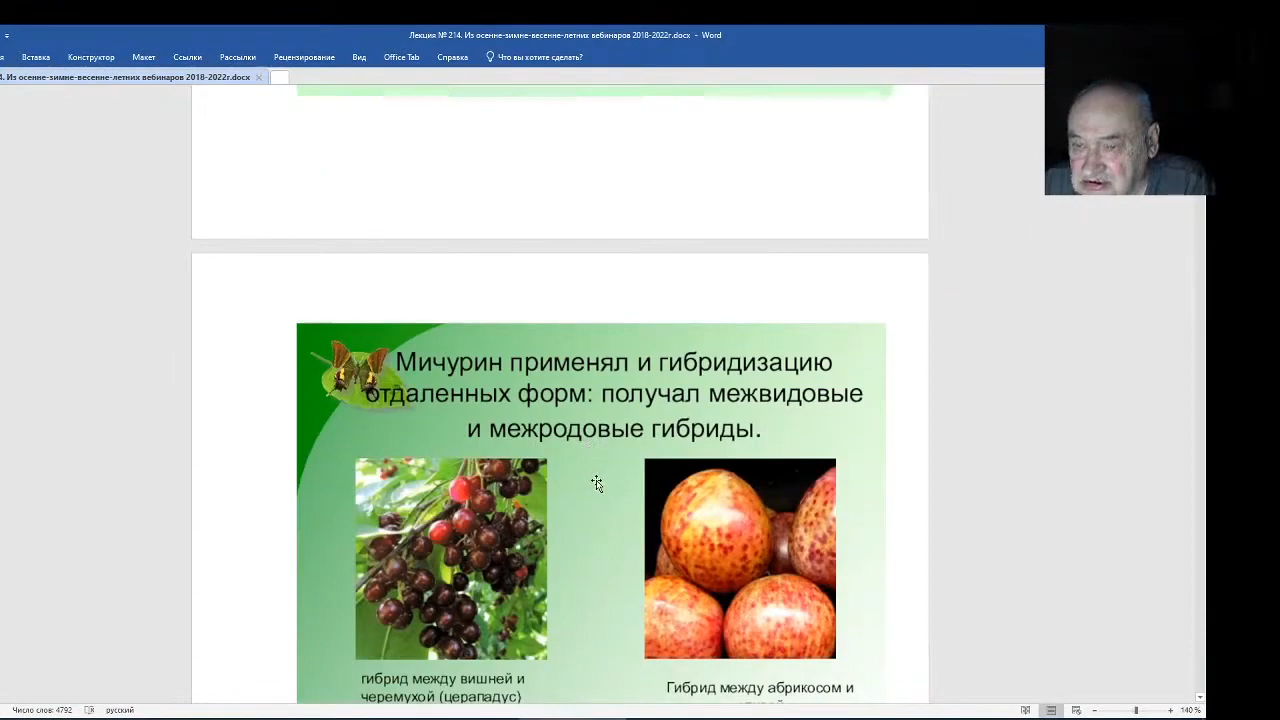 Лекция № 214. Из осенне-зимне-весенне-летних вебинаров 2018-2022г.docx - Word
я Вставка Конструктор Макет Ссылки Рассылки Рецензирование Вид Office Tab Справка Что вы хотите сделать?
4. Из осенне-зимне-весенне-летних вебинаров 2018-2022г.docx
Мичурин применял и гибридизацию
отдаленных форм: получал межвидовые
и межродовые гибриды.
гибрид между вишней и
черемухой (церападус)
Гибрид между абрикосом и
Число слов: 4792 русский 140 %